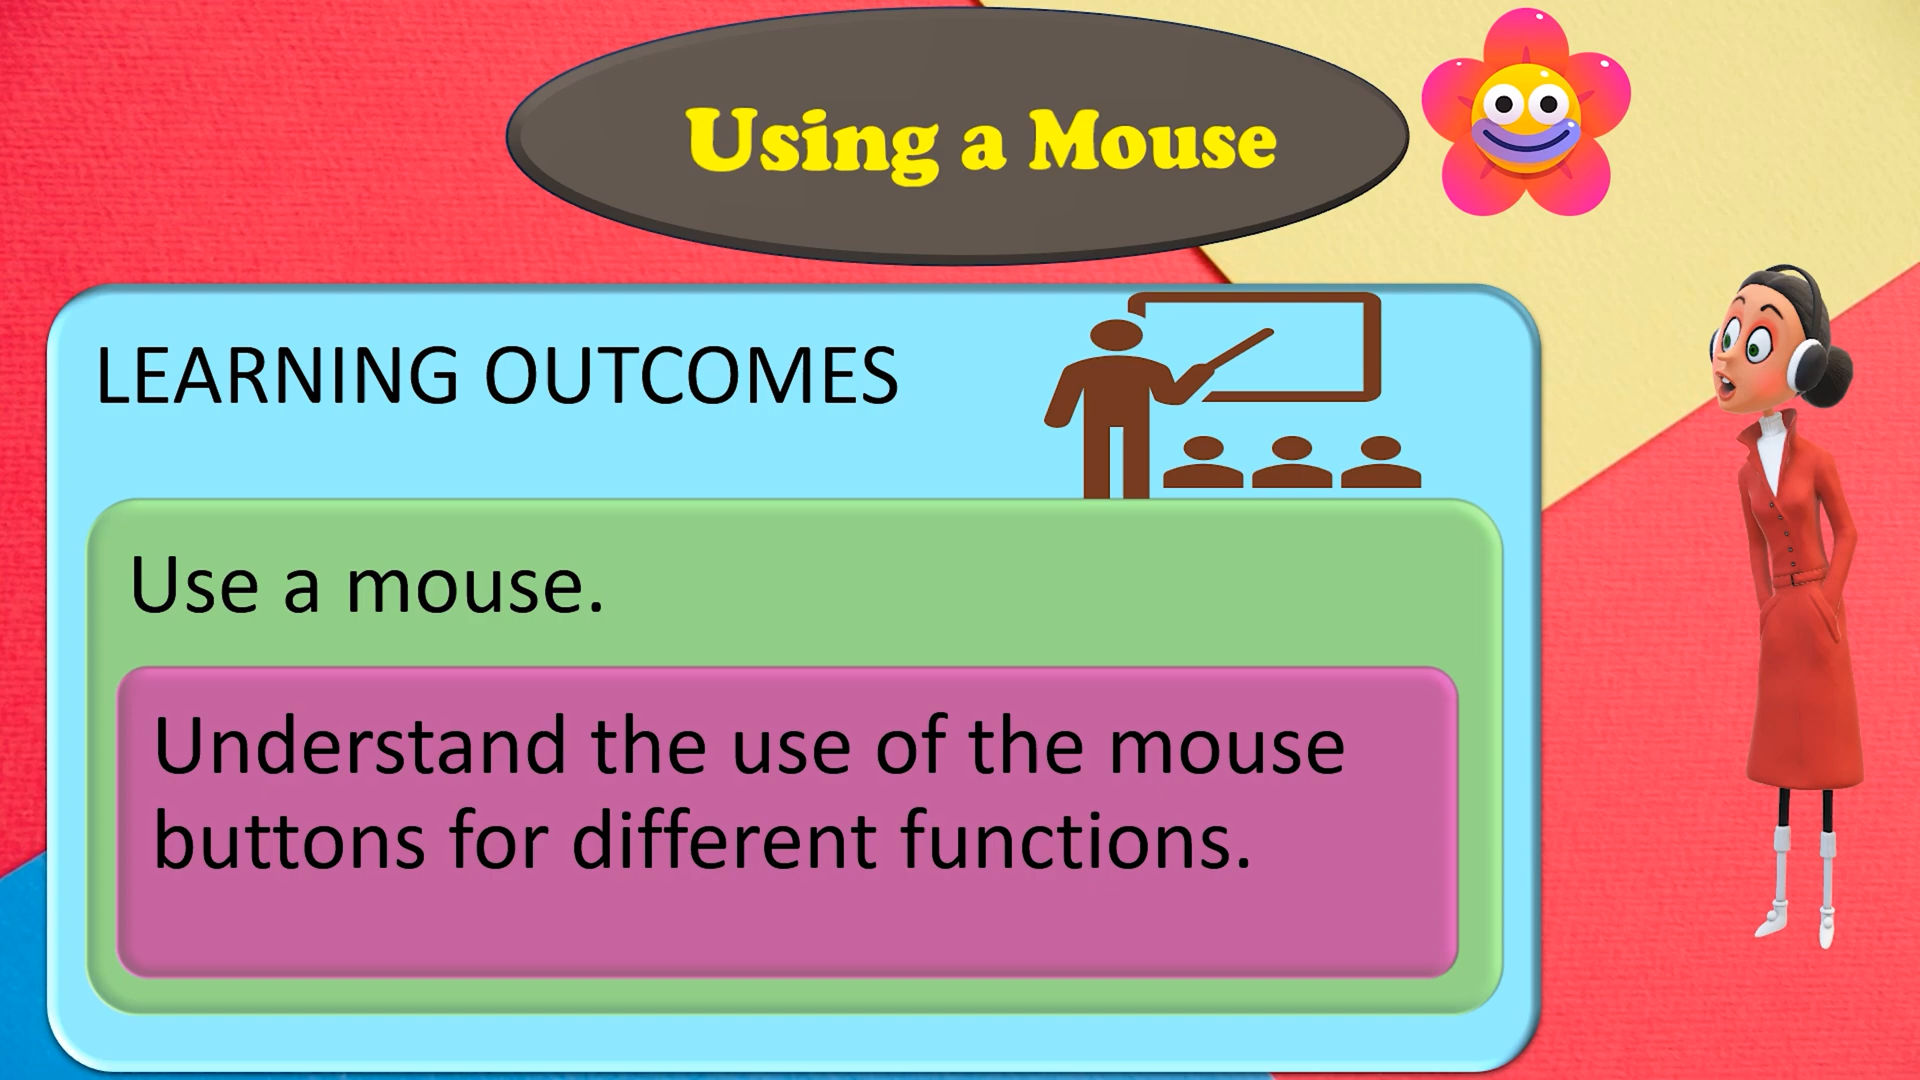 Using a Mouse
LEARNING OUTCOMES
Use a mouse.
Understand the use of the mouse
buttons for different functions.